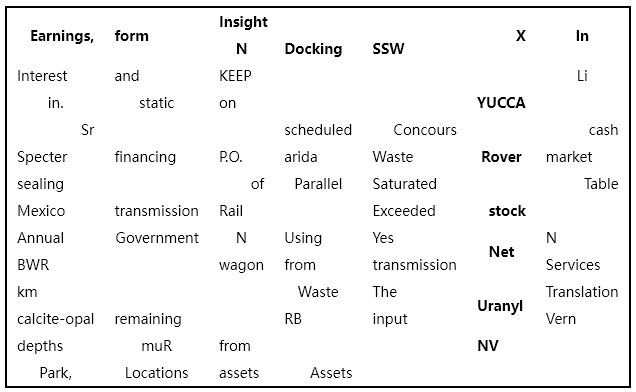 Earnings, form Insight N Docking SSW X In
Interest and KEEP Li
in. static on YUCCA
Sr scheduled Concours cash
Specter financing P.O. arida Waste Rover market
sealing of Parallel Saturated Table
Mexico transmission Rail Exceeded stock
Annual Government N Using Yes Net N
BWR wagon from transmission Services
km Waste The Uranyl Translation
calcite-opal remaining RB input Vern
depths muR from NV
Park, Locations assets Assets